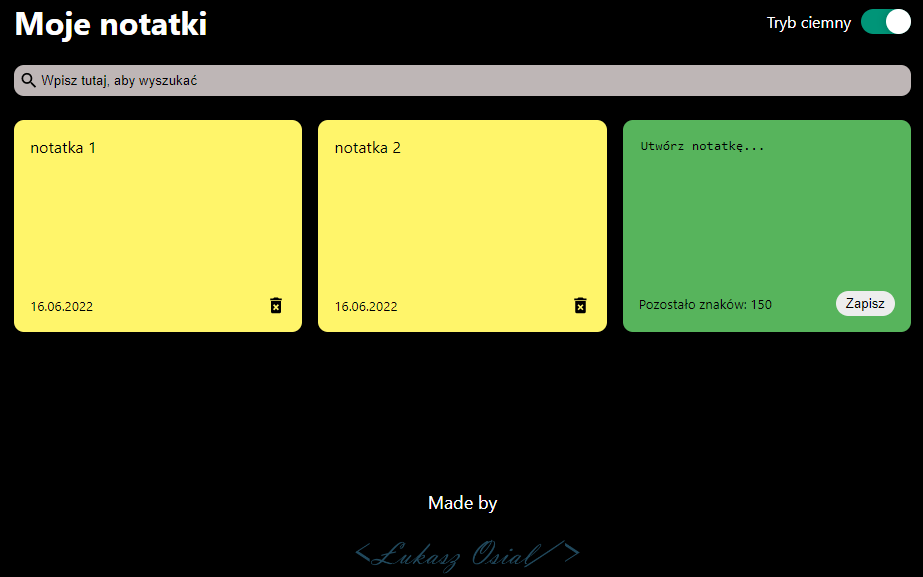 Moje notatki
Tryb ciemny
Wpisz tutaj, aby wyszukać
notatka 1
notatka 2
Utwórz notatkę...
16.06.2022
16.06.2022
Pozostało znaków: 150
Zapisz
Made by
<Łukasz Osial/>